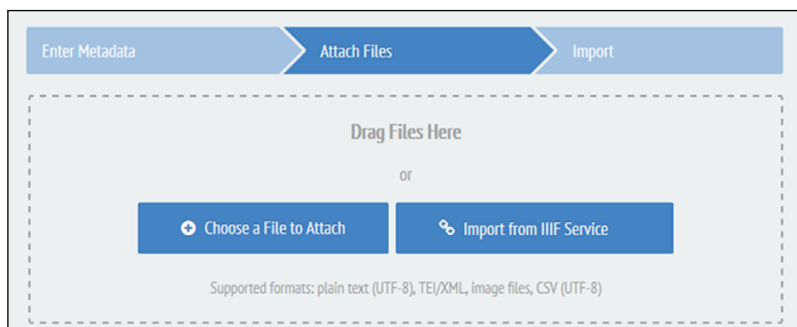 Enter Metadata Attach Files Import
Drag Files Here
or
Choose a File to Attach Import from IIIF Service
Supported formats: plain text (UTF-8), TEI/XML, image files, CSV (UTF-8)